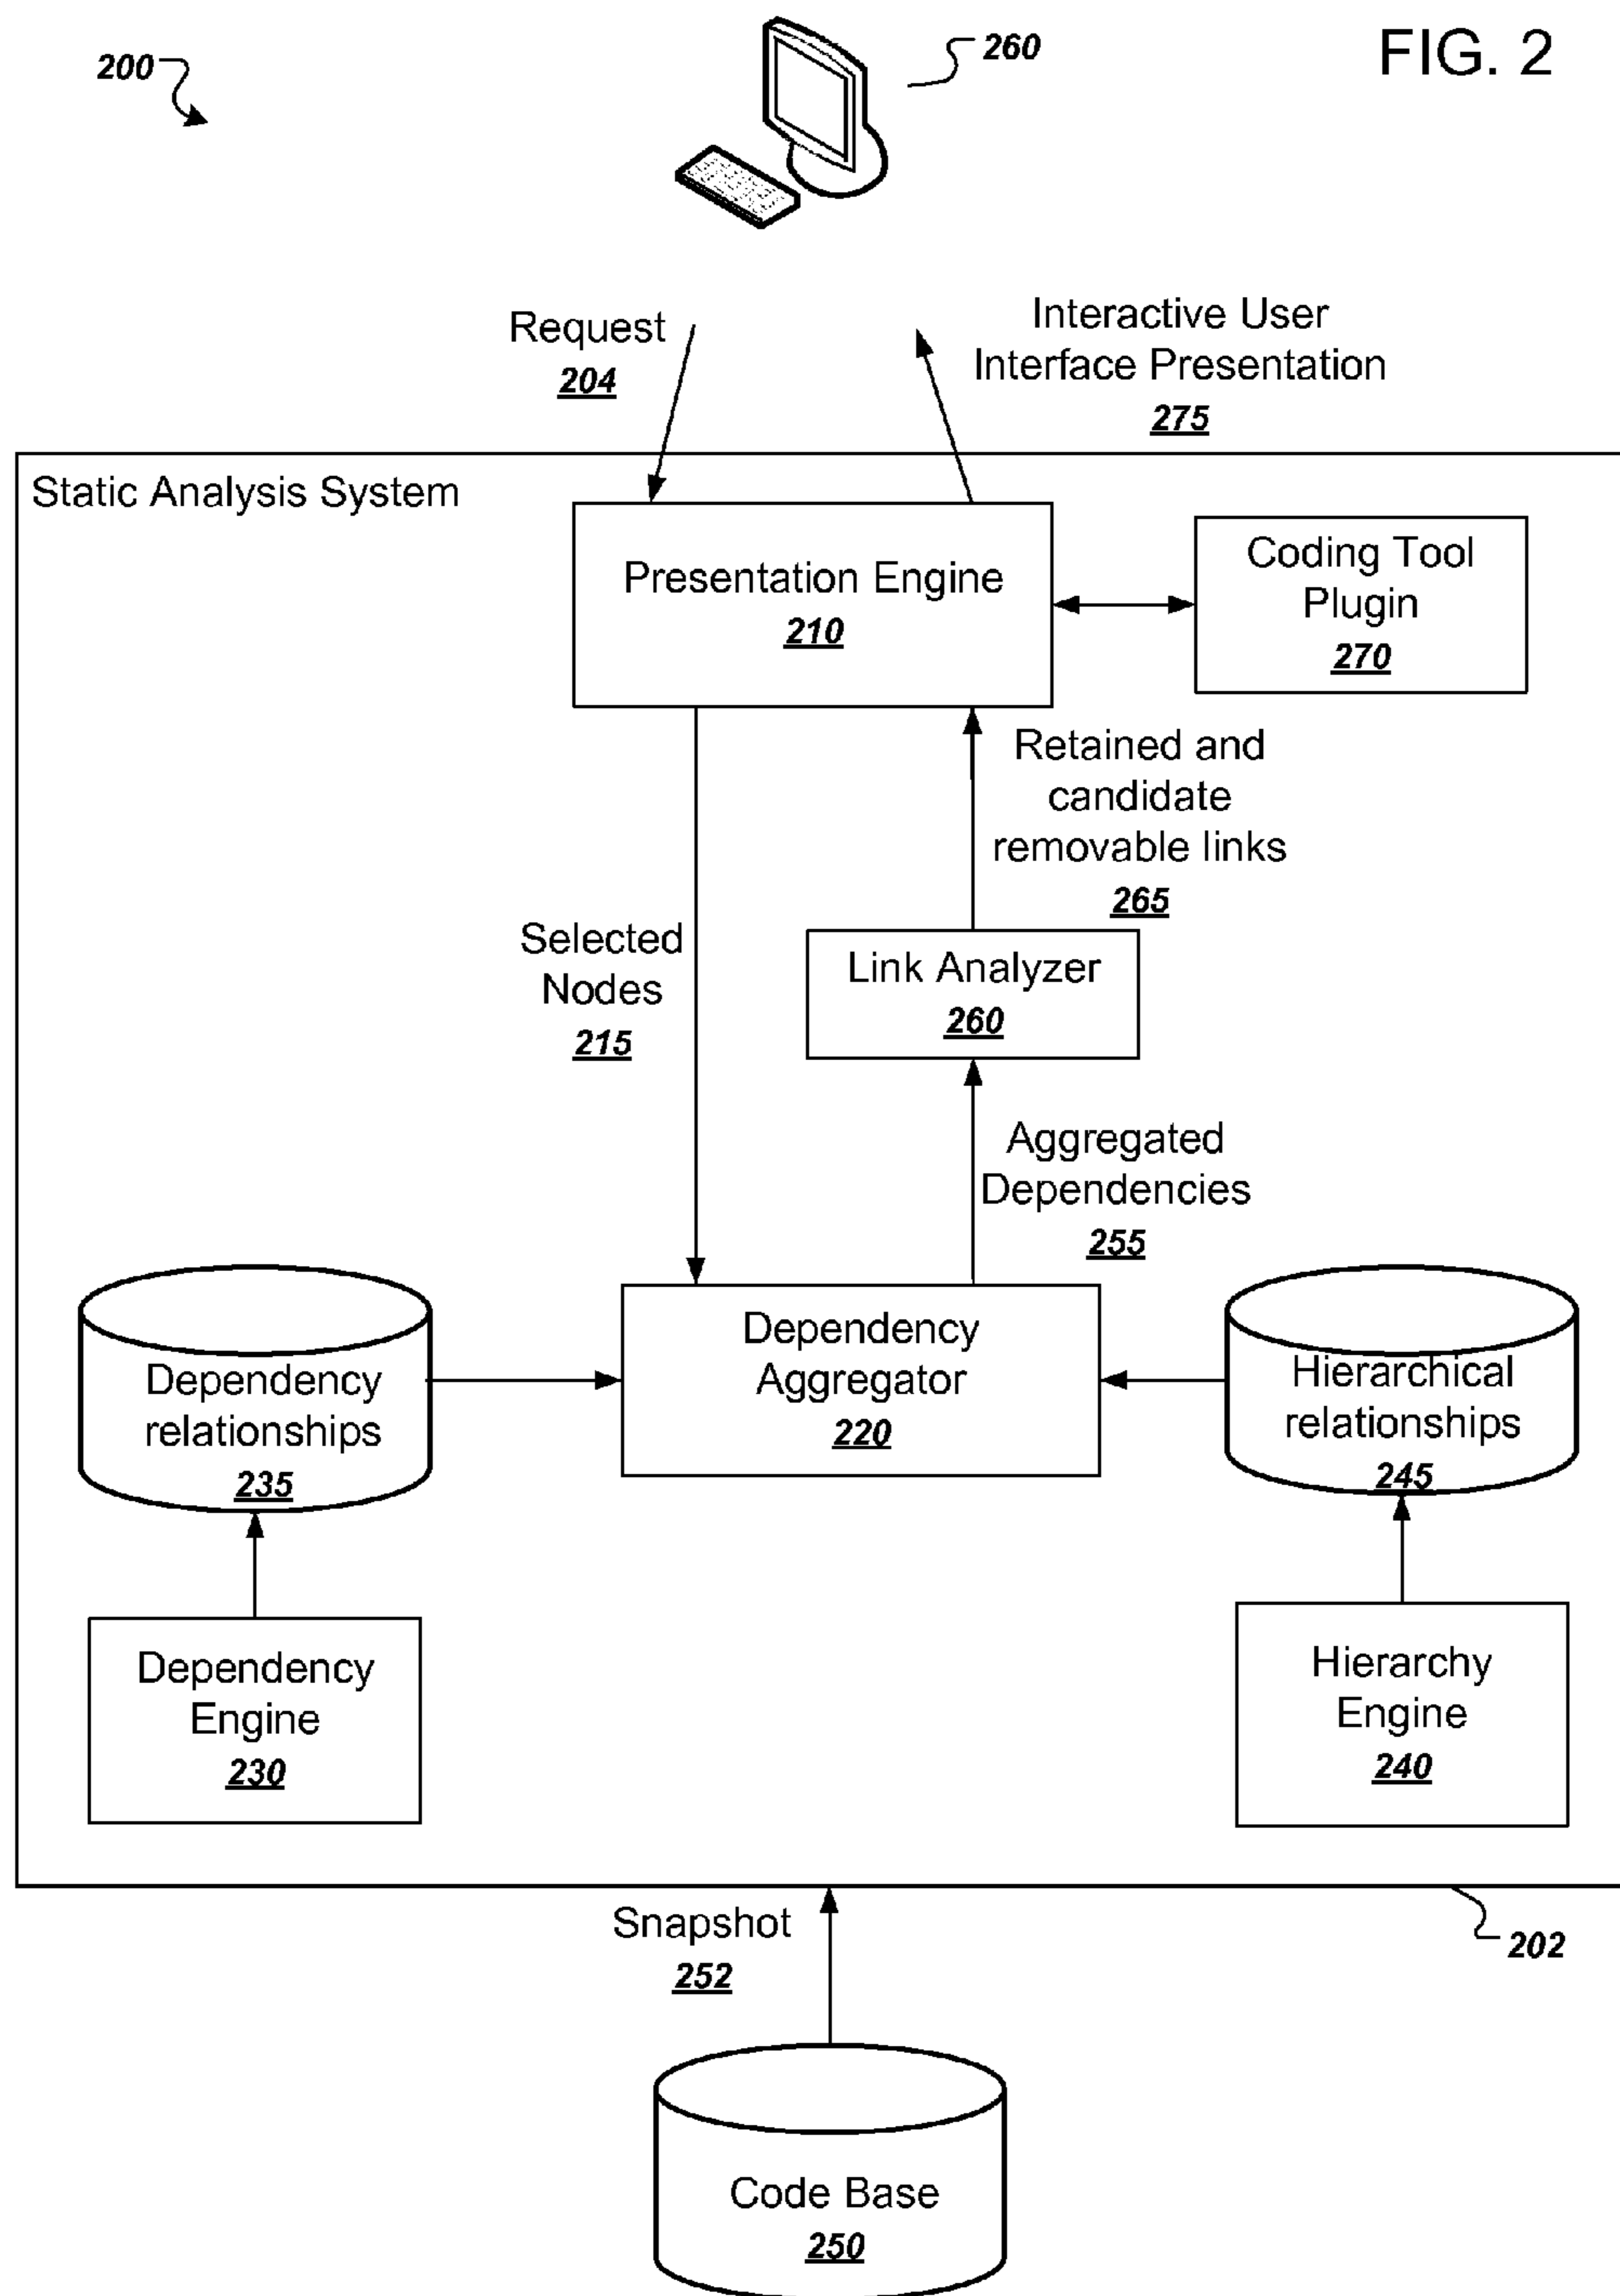 FIG. 2
200
260
Request
204
Interactive User
Interface Presentation
275
Static Analysis System
Presentation Engine
210
Coding Tool
Plugin
270
Retained and
candidate
removable links
265
Selected
Nodes
215
Link Analyzer
260
Aggregated
Dependencies
255
Dependency
relationships
235
Dependency
Aggregator
220
Hierarchical
relationships
245
Dependency
Engine
230
Hierarchy
Engine
240
Snapshot
252
202
Code Base
250